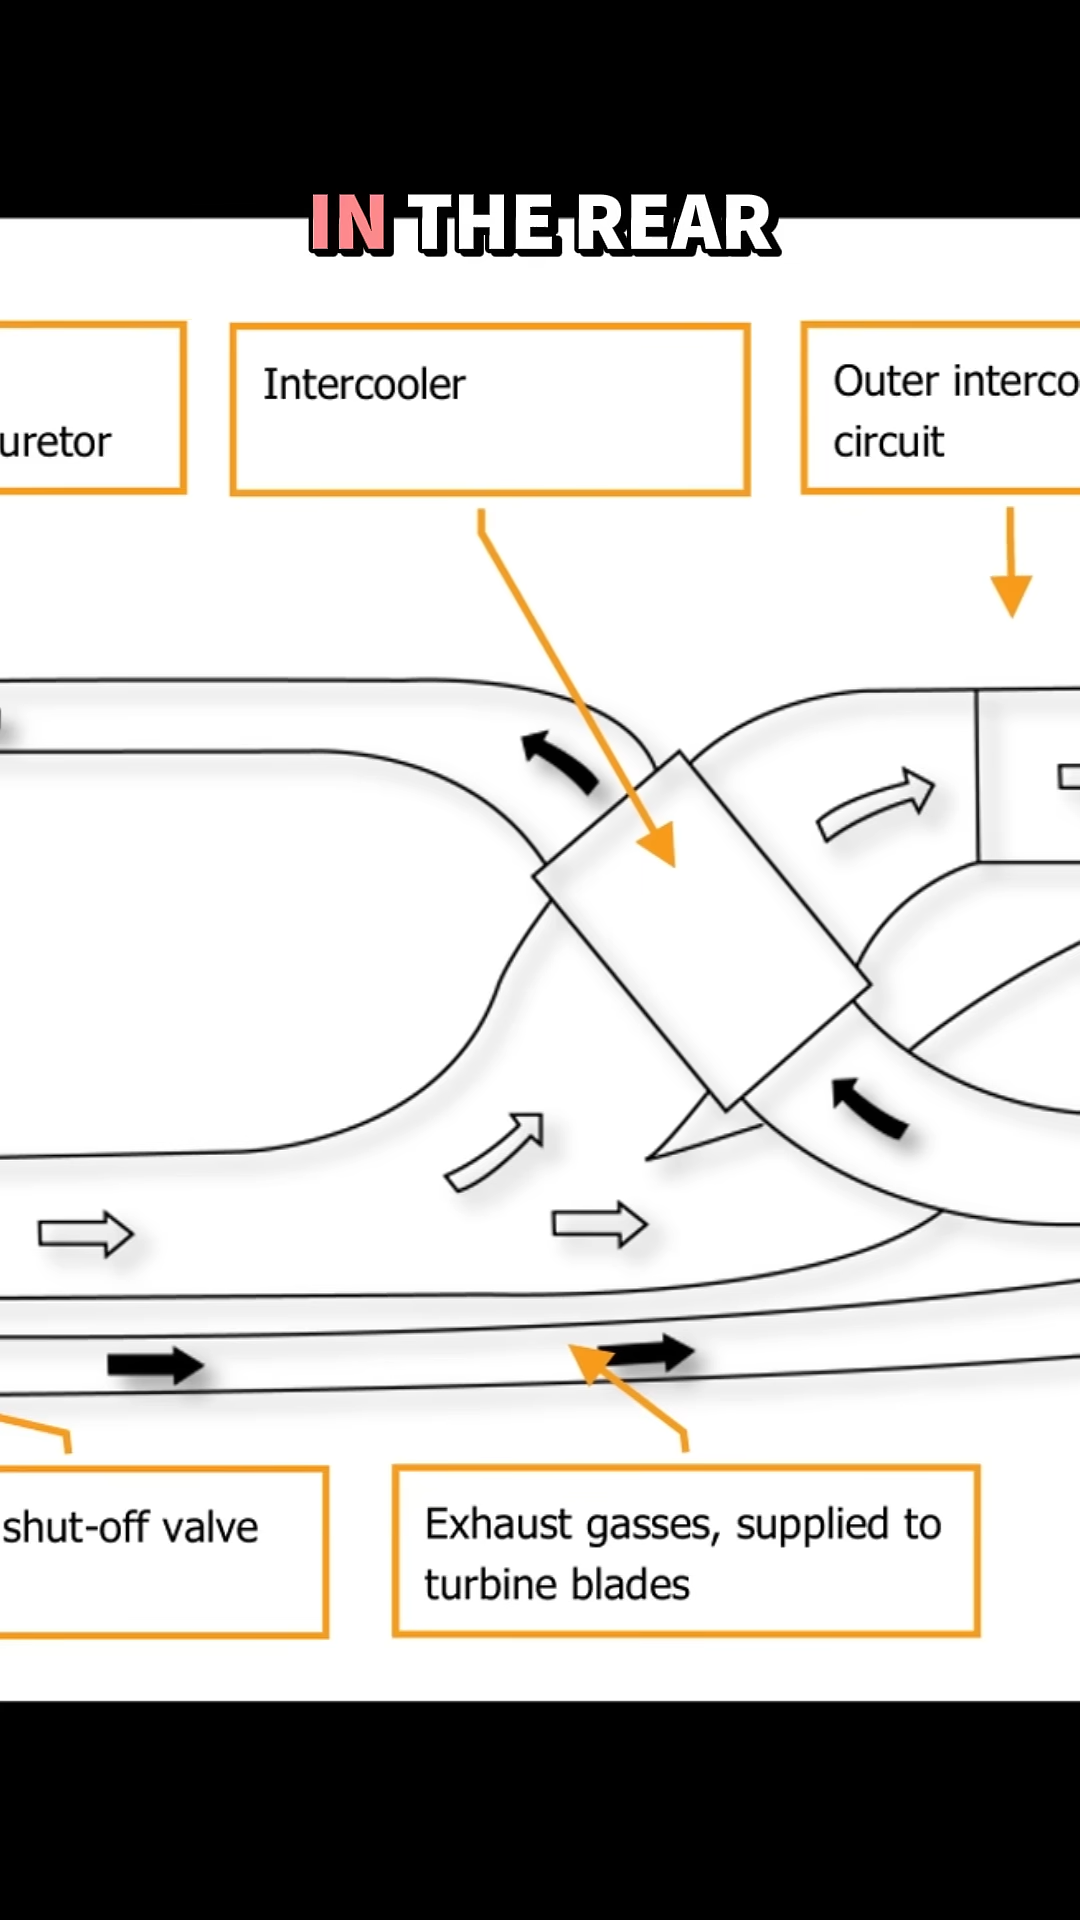 IN THE REAR
uretor
Intercooler
Outer interco
circuit
shut-off valve
Exhaust gasses, supplied to
turbine blades